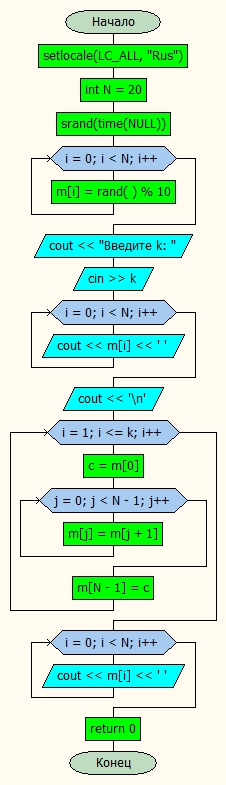 Начало
setlocale(LC_ALL, "Rus")
int N = 20
srand(time(NULL))
i = 0; i < N; i++
m[i] = rand( ) % 10
cout << "Введите k: "
cin >> k
i = 0; i < N; i++
cout << m[i] << ' '
cout << '\n'
i = 1; i <= k; i++
c = m[0]
j = 0; j < N - 1; j++
m[j] = m[j + 1]
m[N - 1] = c
i = 0; i < N; i++
cout << m[i] << ' '
return 0
Конец